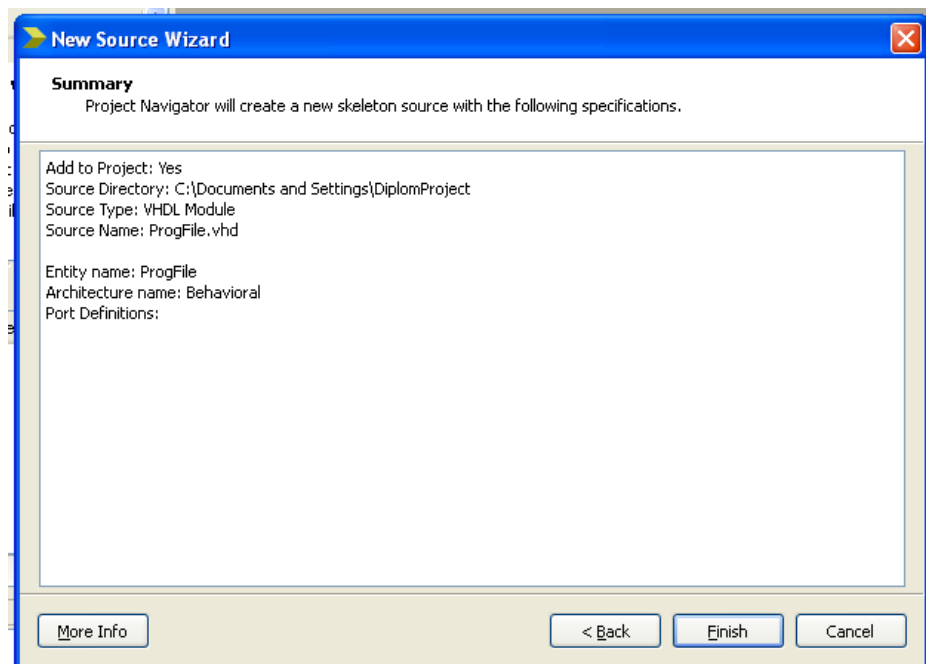 New Source Wizard
Summary
Project Navigator will create a new skeleton source with the following specifications.
Add to Project: Yes
Source Directory: C:\Documents and Settings\DiplomProject
Source Type: VHDL Module
Source Name: ProgFile.vhd
Entity name: ProgFile
Architecture name: Behavioral
Port Definitions:
More Info
< Back
Finish
Cancel